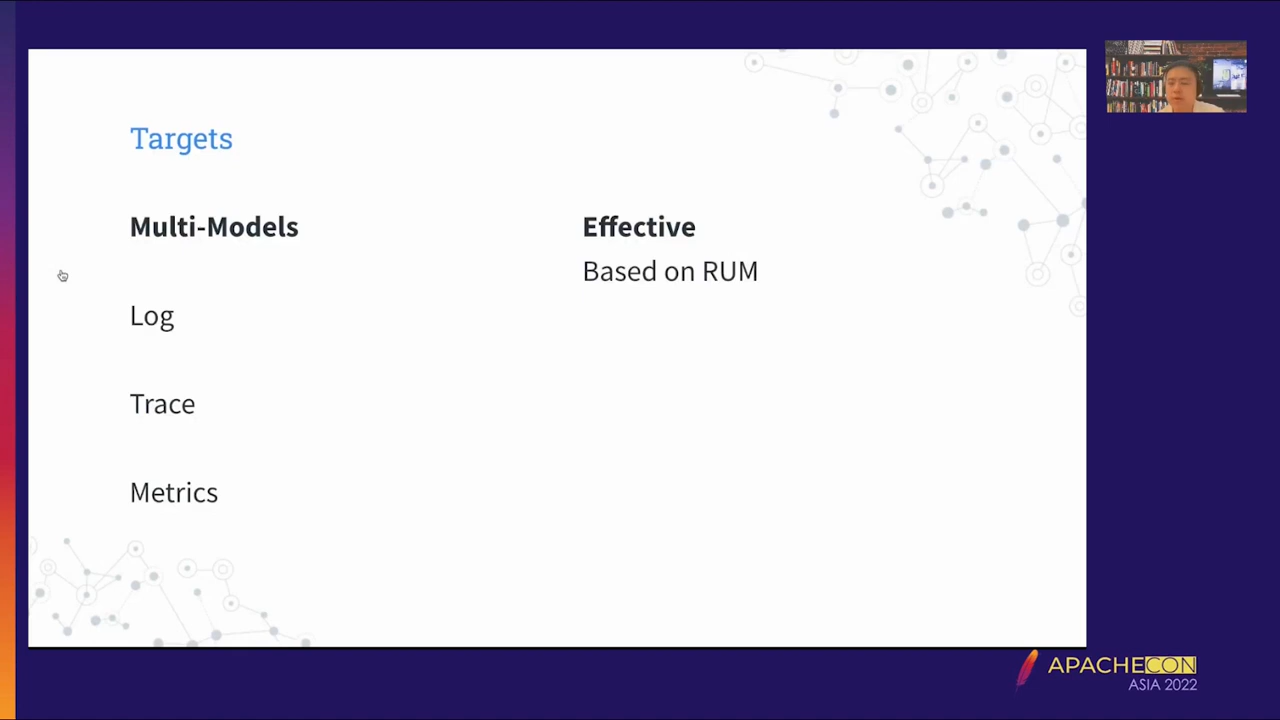 Targets
Multi-Models
Log
Trace
Metrics
Effective
Based on RUM
APACHECON
ASIA 2022